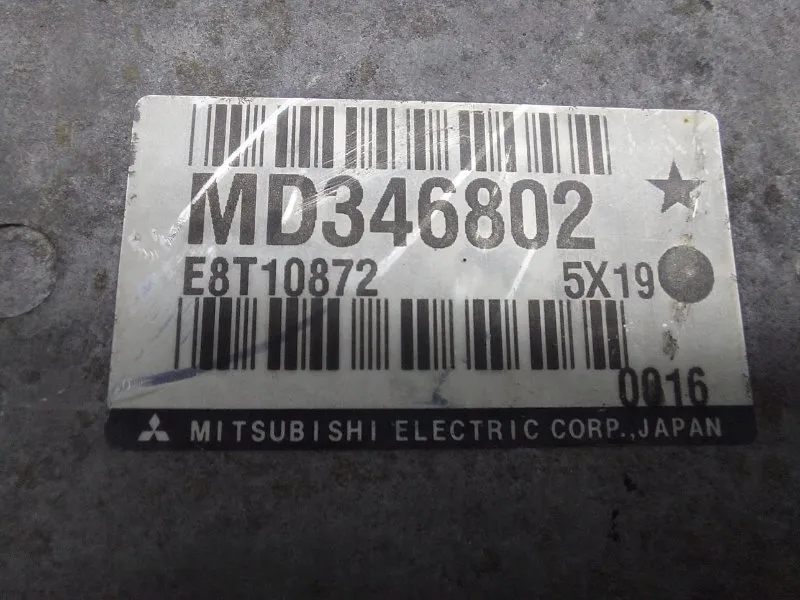 MD346802
E8T10872 5X19
0016
MITSUBISHI ELECTRIC CORP., JAPAN